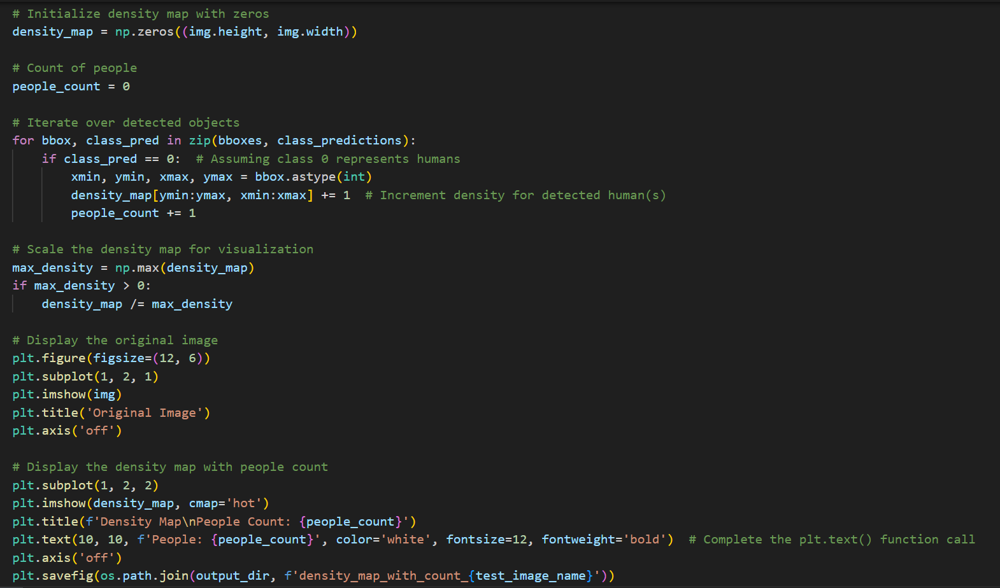 # Initialize density map with zeros
density_map = np.zeros((img.height, img.width))
# Count of people
people_count = 0
# Iterate over detected objects
for bbox, class_pred in zip(bboxes, class_predictions):
if class_pred == 0:  # Assuming class 0 represents humans
xmin, ymin, xmax, ymax = bbox.astype(int)
density_map[ymin:ymax, xmin:xmax] += 1  # Increment density for detected human(s)
people_count += 1
# Scale the density map for visualization
max_density = np.max(density_map)
if max_density > 0:
density_map /= max_density
# Display the original image
plt.figure(figsize=(12, 6))
plt.subplot(1, 2, 1)
plt.imshow(img)
plt.title('Original Image')
plt.axis('off')
# Display the density map with people count
plt.subplot(1, 2, 2)
plt.imshow(density_map, cmap='hot')
plt.title(f'Density Map\nPeople Count: {people_count}')
plt.text(10, 10, f'People: {people_count}', color='white', fontsize=12, fontweight='bold')  # Complete the plt.text() function call
plt.axis('off')
plt.savefig(os.path.join(output_dir, f'density_map_with_count_{test_image_name}'))